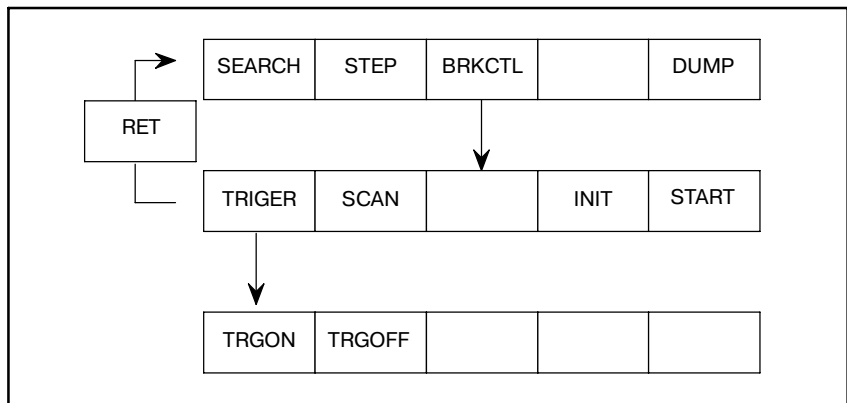 SEARCH STEP BRKCTL DUMP
RET
TRIGER SCAN INIT START
TRGON TRGOFF